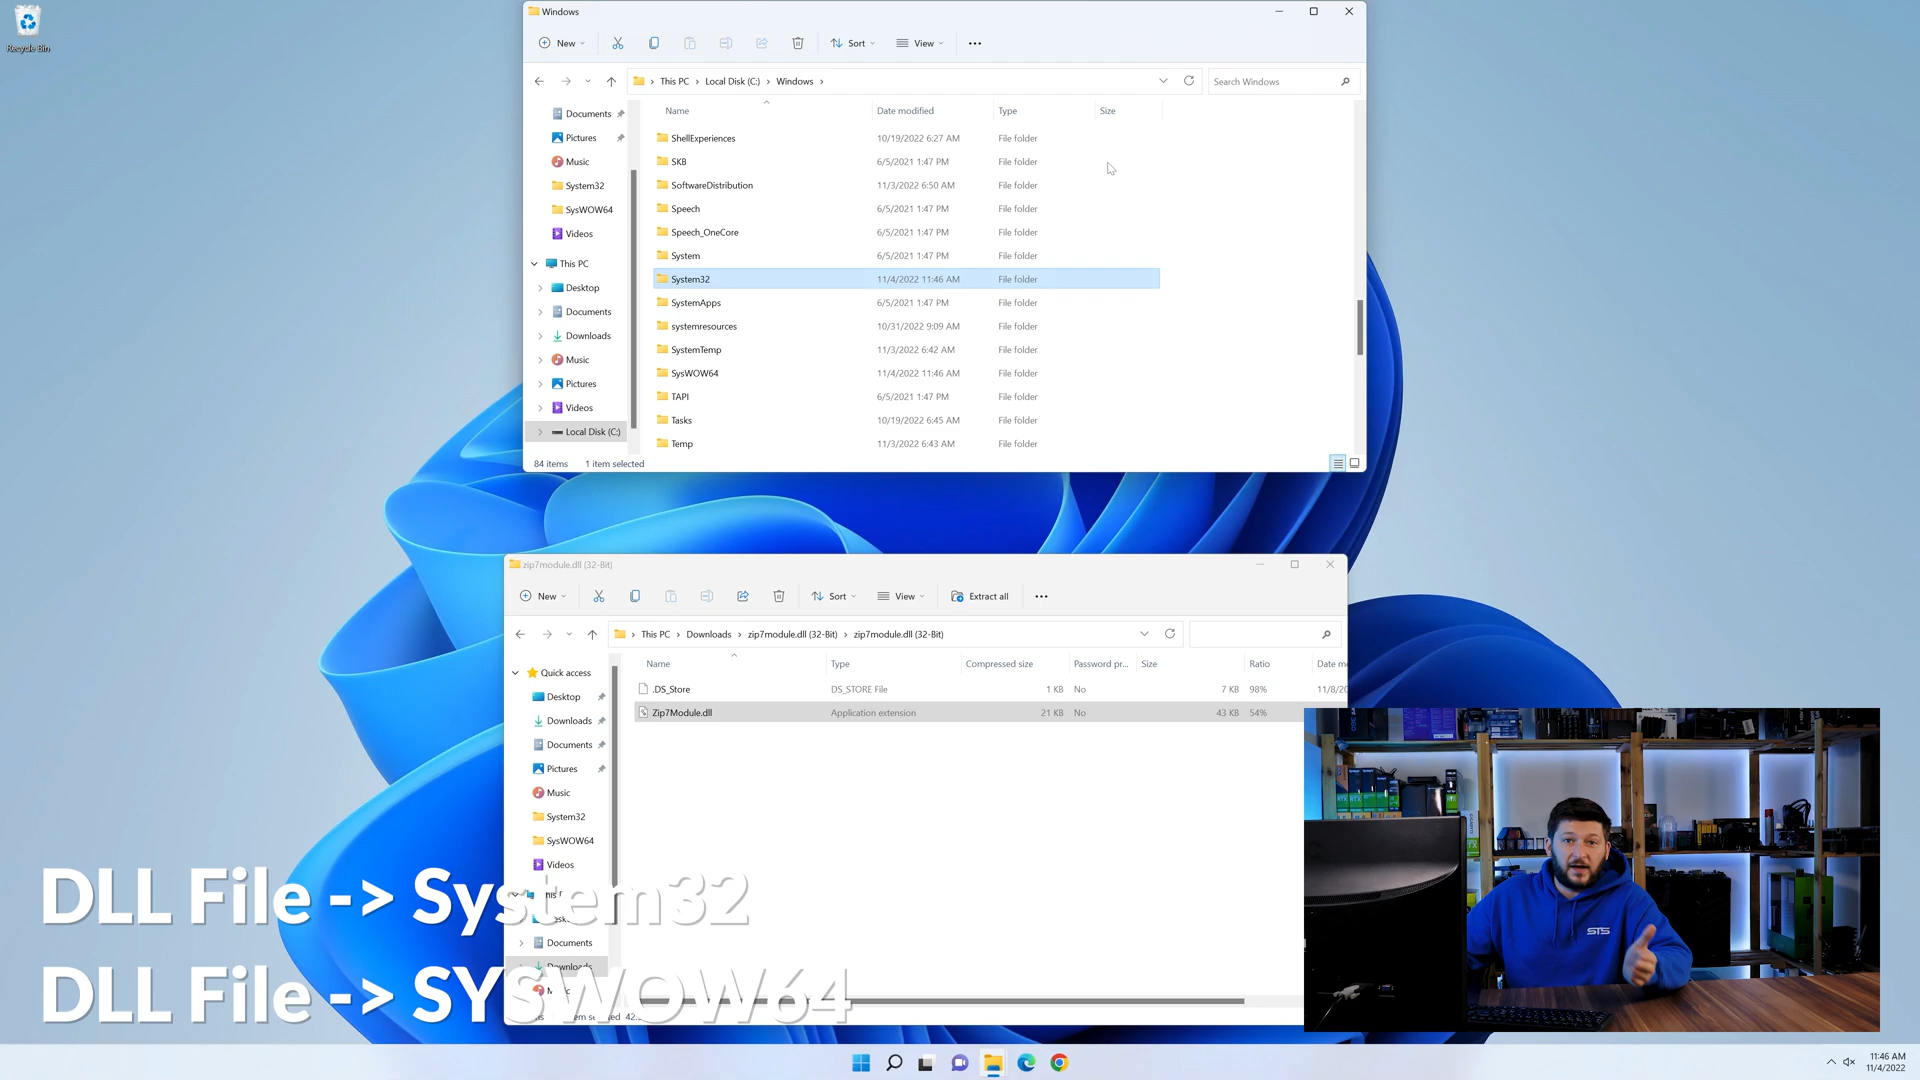 Recycle Bin
Windows
New
Sort
View
This PC
Local Disk (C:)
Windows
Search Windows
Name
Date modified
Type
Size
Documents
Pictures
Music
System32
SysWOW64
Videos
This PC
Desktop
Documents
Downloads
Music
Pictures
Videos
Local Disk (C:)
ShellExperiences 10/19/2022 6:27 AM File folder
SKB 6/5/2021 1:47 PM File folder
SoftwareDistribution 11/3/2022 6:50 AM File folder
Speech 6/5/2021 1:47 PM File folder
Speech_OneCore 6/5/2021 1:47 PM File folder
System 6/5/2021 1:47 PM File folder
System32 11/4/2022 11:46 AM File folder
SystemApps 6/5/2021 1:47 PM File folder
systemresources 10/31/2022 9:09 AM File folder
SystemTemp 11/3/2022 6:42 AM File folder
SysWOW64 11/4/2022 11:46 AM File folder
TAPI 6/5/2021 1:47 PM File folder
Tasks 10/19/2022 6:45 AM File folder
Temp 11/3/2022 6:43 AM File folder
84 items 1 item selected
zip7module.dll (32-Bit)
New
Sort
View
Extract all
This PC
Downloads
zip7module.dll (32-Bit)
zip7module.dll (32-Bit)
Name
Type
Compressed size
Password pr...
Size
Ratio
Date m
Quick access
Desktop
Downloads
Documents
Pictures
Music
System32
SysWOW64
Videos
Documents
Downloads
.DS_Store DS_STORE File 1 KB No 7 KB 98% 11/8/20
Zip7Module.dll Application extension 21 KB No 43 KB 54%
DLL File -> System32
DLL File -> SYSWOW64
STS
11:46 AM
11/4/2022